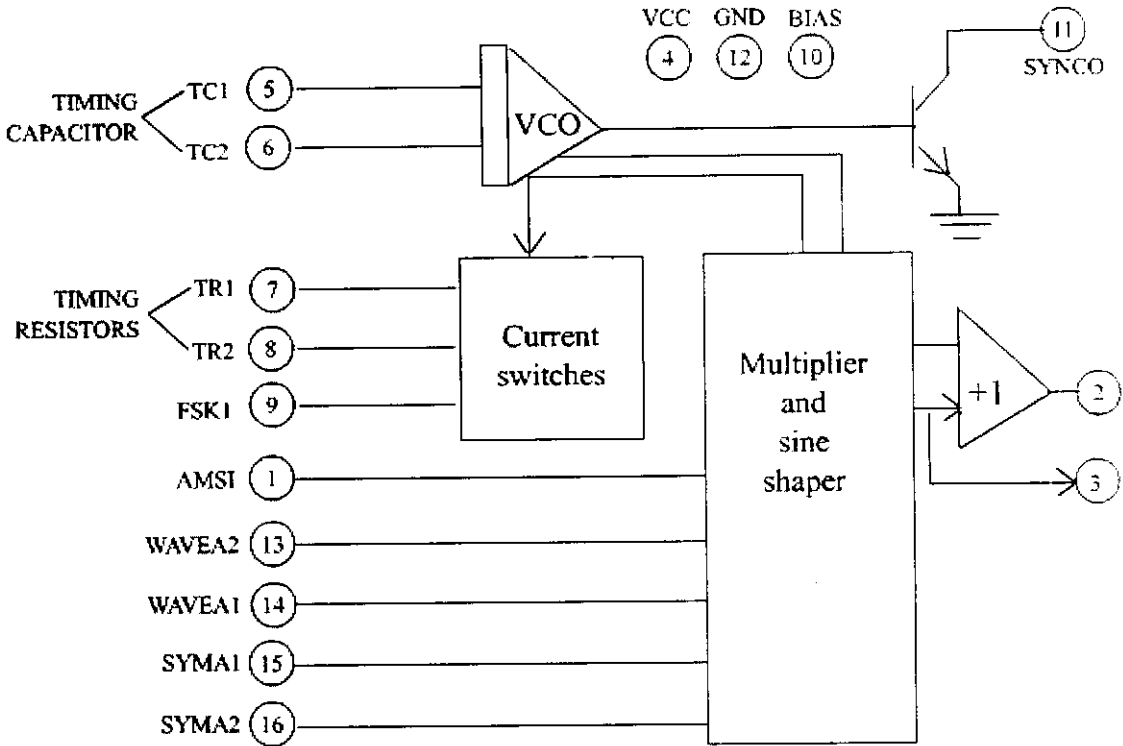 VCC GND BIAS
4 12 10 11
SYNCO
TIMING
CAPACITOR
TC1 5
TC2 6
VCO
TIMING
RESISTORS
TR1 7
TR2 8
FSK1 9
Current
switches
Multiplier
and
sine
shaper
+1
2
3
AMSI 1
WAVEA2 13
WAVEA1 14
SYMA1 15
SYMA2 16